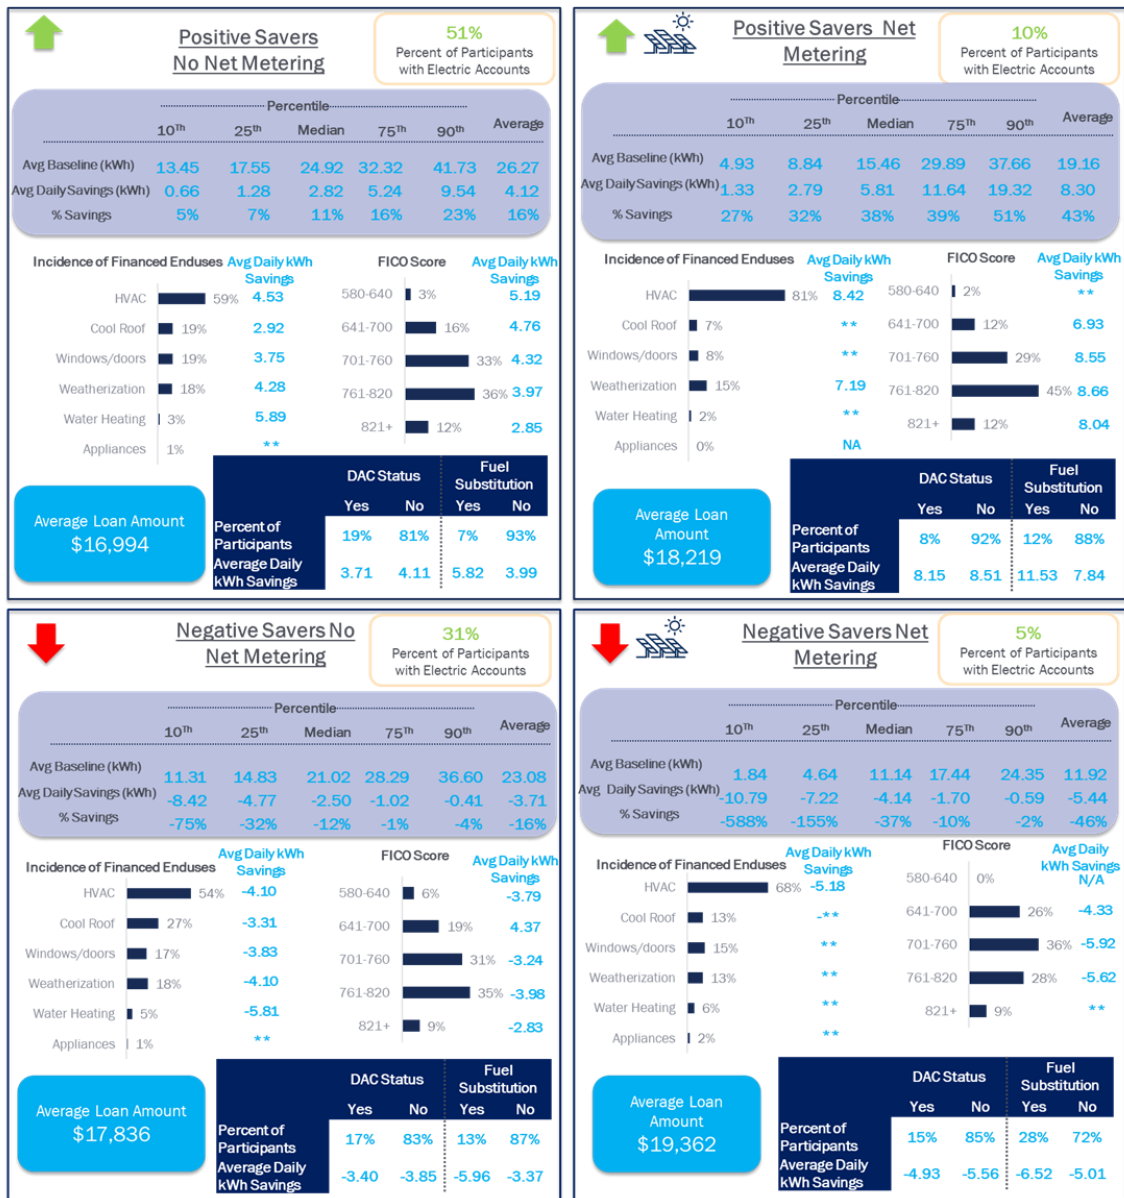 Positive Savers
No Net Metering
51%
Percent of Participants
with Electric Accounts
Percentile
10Th 25th Median 75Th 90th Average
Avg Baseline (kWh) 13.45 17.55 24.92 32.32 41.73 26.27
Avg Daily Savings (kWh) 0.66 1.28 2.82 5.24 9.54 4.12
% Savings 5% 7% 11% 16% 23% 16%
Incidence of Financed Enduses Avg Daily kWh
Savings
HVAC 59% 4.53
Cool Roof 19% 2.92
Windows/doors 19% 3.75
Weatherization 18% 4.28
Water Heating 3% 5.89
Appliances 1% **
FICO Score Avg Daily kWh
Savings
580-640 3% 5.19
641-700 16% 4.76
701-760 33% 4.32
761-820 36% 3.97
821+ 12% 2.85
Average Loan Amount
$16,994
DAC Status Fuel
Substitution
Yes No Yes No
Percent of
Participants 19% 81% 7% 93%
Average Daily
kWh Savings 3.71 4.11 5.82 3.99
Positive Savers Net
Metering
10%
Percent of Participants
with Electric Accounts
Percentile
10Th 25th Median 75Th 90th Average
Avg Baseline (kWh) 4.93 8.84 15.46 29.89 37.66 19.16
Avg Daily Savings (kWh) 1.33 2.79 5.81 11.64 19.32 8.30
% Savings 27% 32% 38% 39% 51% 43%
Incidence of Financed Enduses Avg Daily kWh
Savings
HVAC 81% 8.42
Cool Roof 7% **
Windows/doors 8% **
Weatherization 15% 7.19
Water Heating 2% **
Appliances 0% NA
FICO Score Avg Daily kWh
Savings
580-640 2% **
641-700 12% 6.93
701-760 29% 8.55
761-820 45% 8.66
821+ 12% 8.04
Average Loan
Amount
$18,219
DAC Status Fuel
Substitution
Yes No Yes No
Percent of
Participants 8% 92% 12% 88%
Average Daily
kWh Savings 8.15 8.51 11.53 7.84
Negative Savers No
Net Metering
31%
Percent of Participants
with Electric Accounts
Percentile
10Th 25th Median 75Th 90th Average
Avg Baseline (kWh) 11.31 14.83 21.02 28.29 36.60 23.08
Avg Daily Savings (kWh) -8.42 -4.77 -2.50 -1.02 -0.41 -3.71
% Savings -75% -32% -12% -1% -4% -16%
Incidence of Financed Enduses Avg Daily kWh
Savings
HVAC 54% -4.10
Cool Roof 27% -3.31
Windows/doors 17% -3.83
Weatherization 18% -4.10
Water Heating 5% -5.81
Appliances 1% **
FICO Score Avg Daily kWh
Savings
580-640 6% -3.79
641-700 19% 4.37
701-760 31% -3.24
761-820 35% -3.98
821+ 9% -2.83
Average Loan Amount
$17,836
DAC Status Fuel
Substitution
Yes No Yes No
Percent of
Participants 17% 83% 13% 87%
Average Daily
kWh Savings -3.40 -3.85 -5.96 -3.37
Negative Savers Net
Metering
5%
Percent of Participants
with Electric Accounts
Percentile
10Th 25th Median 75Th 90th Average
Avg Baseline (kWh) 1.84 4.64 11.14 17.44 24.35 11.92
Avg Daily Savings (kWh) -10.79 -7.22 -4.14 -1.70 -0.59 -5.44
% Savings -588% -155% -37% -10% -2% -46%
Incidence of Financed Enduses Avg Daily kWh
Savings
HVAC 68% -5.18
Cool Roof 13% -**
Windows/doors 15% **
Weatherization 13% **
Water Heating 6% **
Appliances 2% **
FICO Score Avg Daily
kWh Savings
580-640 0% N/A
641-700 26% -4.33
701-760 36% -5.92
761-820 28% -5.62
821+ 9% **
Average Loan
Amount
$19,362
DAC Status Fuel
Substitution
Yes No Yes No
Percent of
Participants 15% 85% 28% 72%
Average Daily
kWh Savings -4.93 -5.56 -6.52 -5.01